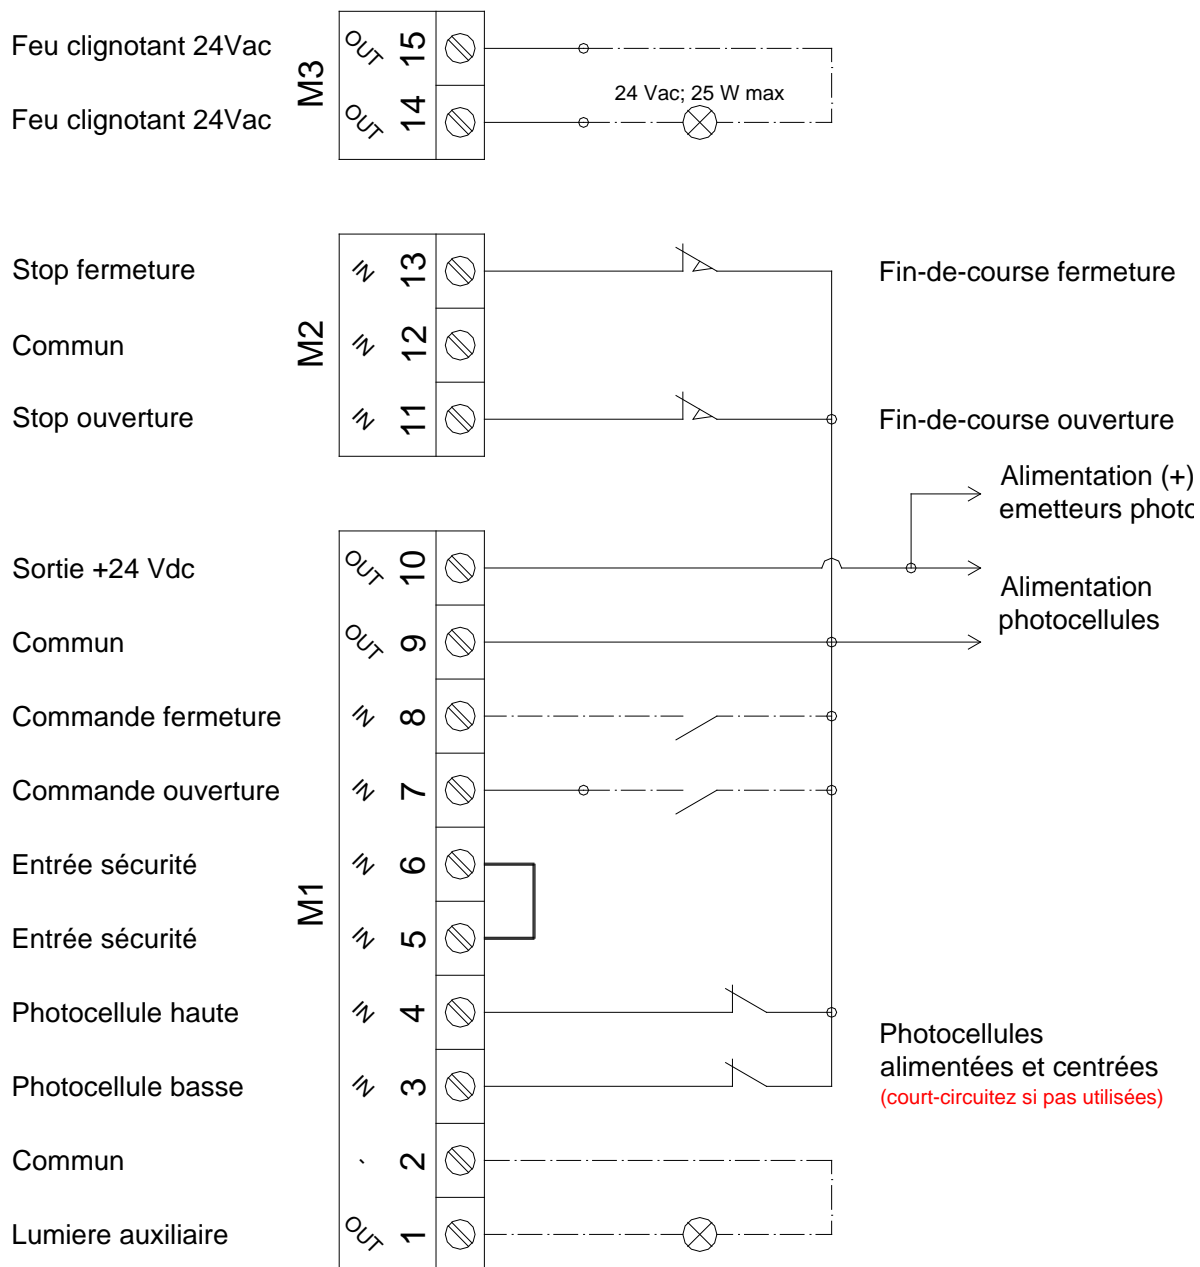 Feu clignotant 24Vac OUT 15
M3
24 Vac; 25 W max
Feu clignotant 24Vac OUT 14
Stop fermeture IN 13 Fin-de-course fermeture
M2
Commun IN 12
Stop ouverture IN 11 Fin-de-course ouverture
Alimentation (+)
emetteurs photo
Sortie +24 Vdc OUT 10
Alimentation
photocellules
Commun OUT 9
Commande fermeture IN 8
Commande ouverture IN 7
Entrée sécurité IN 6
M1
Entrée sécurité IN 5
Photocellule haute IN 4
Photocellules
alimentées et centrées
(court-circuitez si pas utilisées)
Photocellule basse IN 3
Commun - 2
Lumiere auxiliaire OUT 1